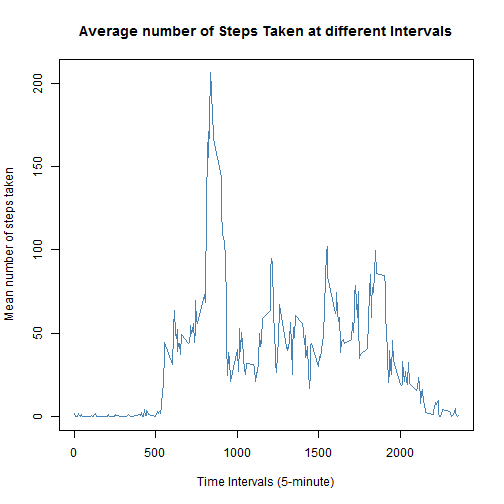 Average number of Steps Taken at different Intervals
Mean number of steps taken
200
150
100
50
0
0 500 1000 1500 2000
Time Intervals (5-minute)